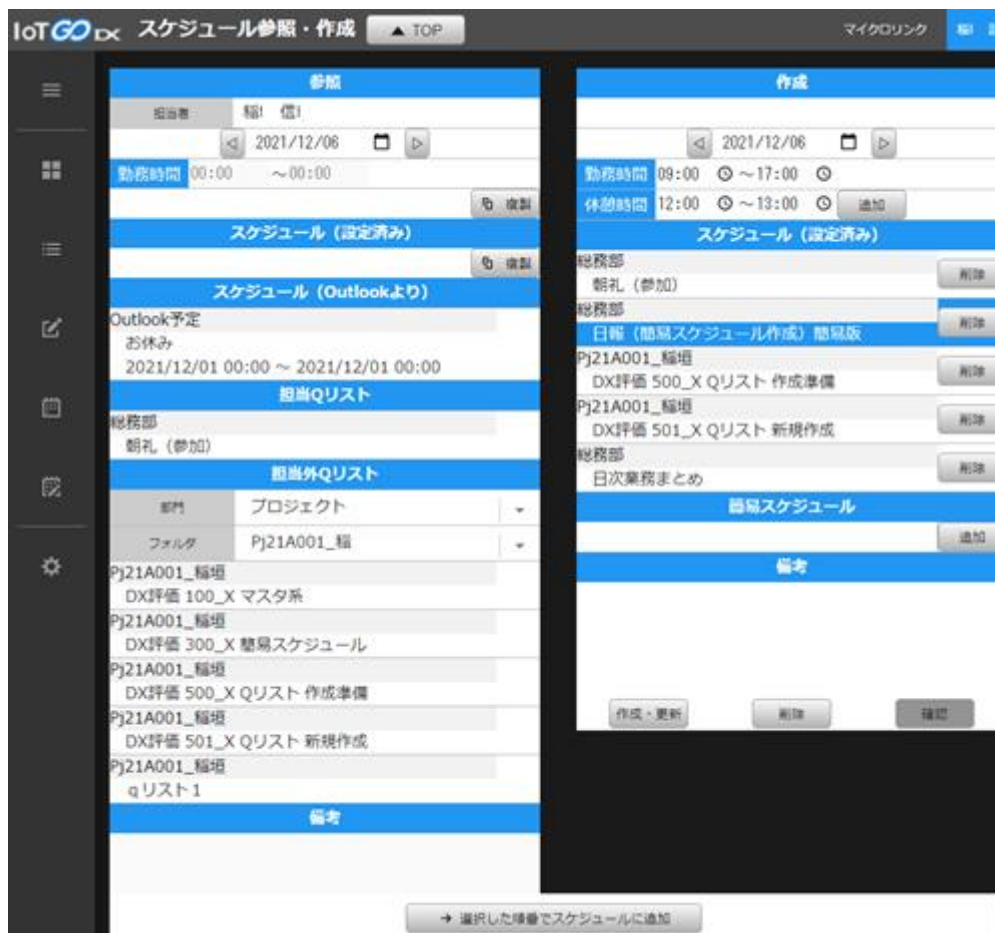 IoT GO DX スケジュール参照・作成 ▲ TOP
マイクロリンク
参照
担当者
2021/12/06
勤務時間 00:00 ～00:00
複製
スケジュール（設定済み）
複製
スケジュール（Outlookより）
Outlook予定
お休み
2021/12/01 00:00 ～ 2021/12/01 00:00
担当Qリスト
総務部
朝礼（参加）
担当外Qリスト
部門 プロジェクト
フォルダ Pj21A001_稲
Pj21A001_稲垣
DX評価 100_X マスタ系
Pj21A001_稲垣
DX評価 300_X 簡易スケジュール
Pj21A001_稲垣
DX評価 500_X Qリスト 作成準備
Pj21A001_稲垣
DX評価 501_X Qリスト 新規作成
Pj21A001_稲垣
qリスト1
備考
作成
2021/12/06
勤務時間 09:00 ～17:00
休憩時間 12:00 ～13:00 追加
スケジュール（設定済み）
総務部
朝礼（参加）
削除
総務部
日報（簡易スケジュール作成）簡易版
削除
Pj21A001_稲垣
DX評価 500_X Qリスト 作成準備
削除
Pj21A001_稲垣
DX評価 501_X Qリスト 新規作成
削除
総務部
日次業務まとめ
削除
簡易スケジュール
追加
備考
作成・更新 削除 確認
→ 選択した順番でスケジュールに追加